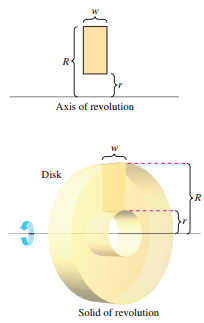 w
R
r
Axis of revolution
w
Disk
R
r
Solid of revolution